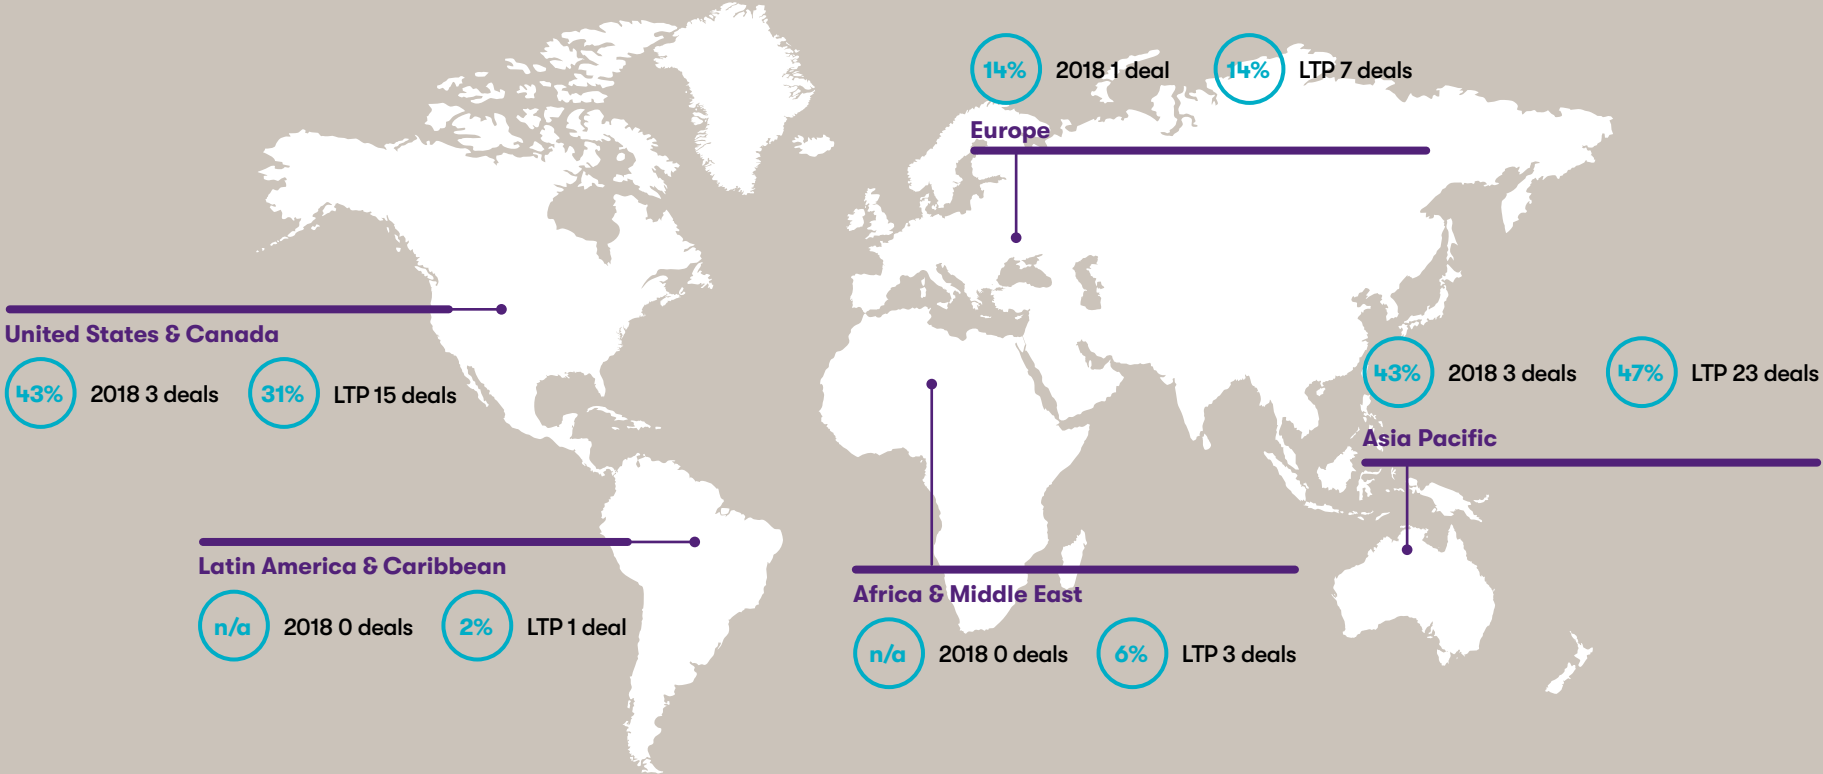 14% 2018 1 deal 14% LTP 7 deals
Europe
United States & Canada
43% 2018 3 deals 31% LTP 15 deals
43% 2018 3 deals 47% LTP 23 deals
Asia Pacific
Latin America & Caribbean
n/a 2018 0 deals 2% LTP 1 deal
Africa & Middle East
n/a 2018 0 deals 6% LTP 3 deals